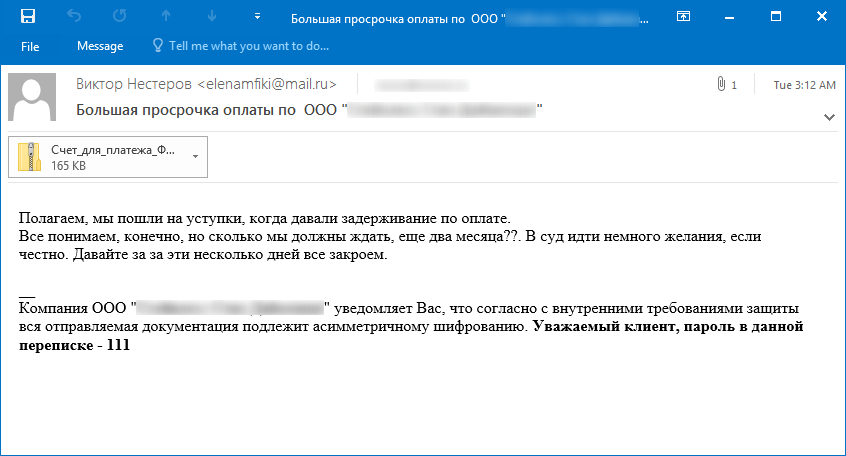 Большая просрочка оплаты по ООО "
File
Message
Tell me what you want to do...
Виктор Нестеров <elenamfiki@mail.ru>
1
Tue 3:12 AM
Большая просрочка оплаты по ООО " "
Счет_для_платежа_Ф...
165 KB
Полагаем, мы пошли на уступки, когда давали задерживание по оплате.
Все понимаем, конечно, но сколько мы должны ждать, еще два месяца??. В суд идти немного желания, если
честно. Давайте за за эти несколько дней все закроем.
__
Компания ООО " " уведомляет Вас, что согласно с внутренними требованиями защиты
вся отправляемая документация подлежит асимметричному шифрованию. Уважаемый клиент, пароль в данной
переписке - 111